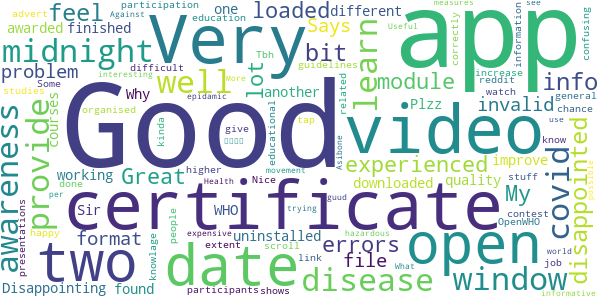 participation advert one loaded different
Against education Says finished confusing
awarded feel Very app measures
midnight bit learn Useful see
problem well lot correctly information
Some difficult Tbh guidelines increase reddit
studies Why another module info
interesting More Plzz watch general
courses epidemic related invalid chance
provide Good video
awareness organised kinda give tap educational experienced use know
working done higher improve
Sir Great certificate My covid disappointed
Health Nice downloaded quality stuff
presentations format WHO movement Asibone guud contest OpenWHO
happy per people uninstalled errors open job world
two extent trying file
knowlage expensive scroll link hazardous window possible
Disappointing found date disease
participants shows What informative